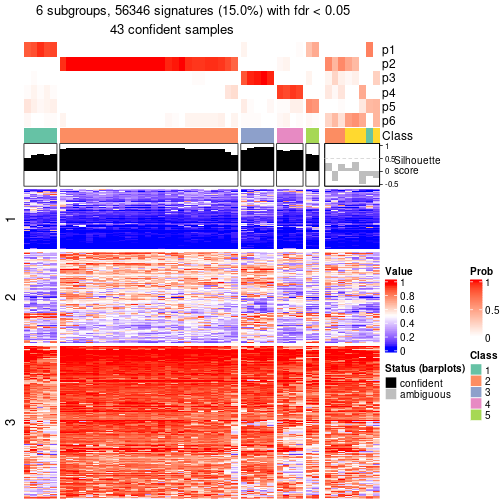 6 subgroups, 56346 signatures (15.0%) with fdr < 0.05
43 confident samples
p1
p2
p3
p4
p5
p6
Class
1
0.5
0
-0.5
Silhouette
score
1
2
3
Value
1
0.8
0.6
0.4
0.2
0
Status (barplots)
confident
ambiguous
Prob
1
0.5
0
Class
1
2
3
4
5